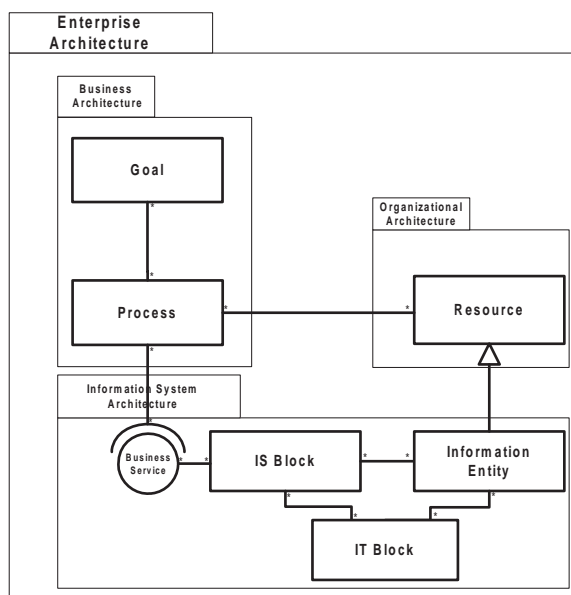 Enterprise
Architecture
Business
Architecture
Goal
*
Organizational
Architecture
*
Process
*
*
Resource
*
Information System
Architecture
*
Business
Service
*
*
IS Block
*
*
Information
Entity
*
*
*
*
IT Block